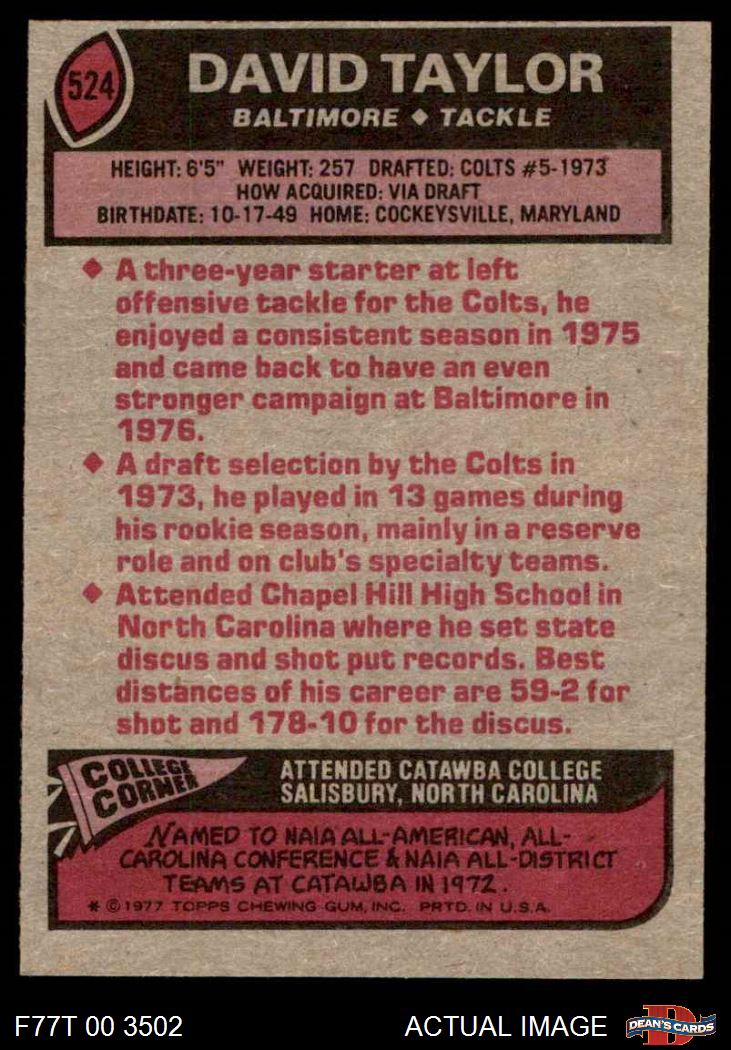 524
DAVID TAYLOR
BALTIMORE ◆ TACKLE
HEIGHT: 6'5" WEIGHT: 257 DRAFTED: COLTS #5-1973
HOW ACQUIRED: VIA DRAFT
BIRTHDATE: 10-17-49 HOME: COCKEYSVILLE, MARYLAND
◆ A three-year starter at left
offensive tackle for the Colts, he
enjoyed a consistent season in 1975
and came back to have an even
stronger campaign at Baltimore in
1976.
◆ A draft selection by the Colts in
1973, he played in 13 games during
his rookie season, mainly in a reserve
role and on club's specialty teams.
◆ Attended Chapel Hill High School in
North Carolina where he set state
discus and shot put records. Best
distances of his career are 59-2 for
shot and 178-10 for the discus.
COLLEGE
CORNER
ATTENDED CATAWBA COLLEGE
SALISBURY, NORTH CAROLINA
NAMED TO NAIA ALL-AMERICAN, ALL-
CAROLINA CONFERENCE & NAIA ALL-DISTRICT
TEAMS AT CATAWBA IN 1972.
* © 1977 TOPPS CHEWING GUM, INC. PRTD. IN U.S.A.
F77T 00 3502
ACTUAL IMAGE
D
DEAN'S CARDS